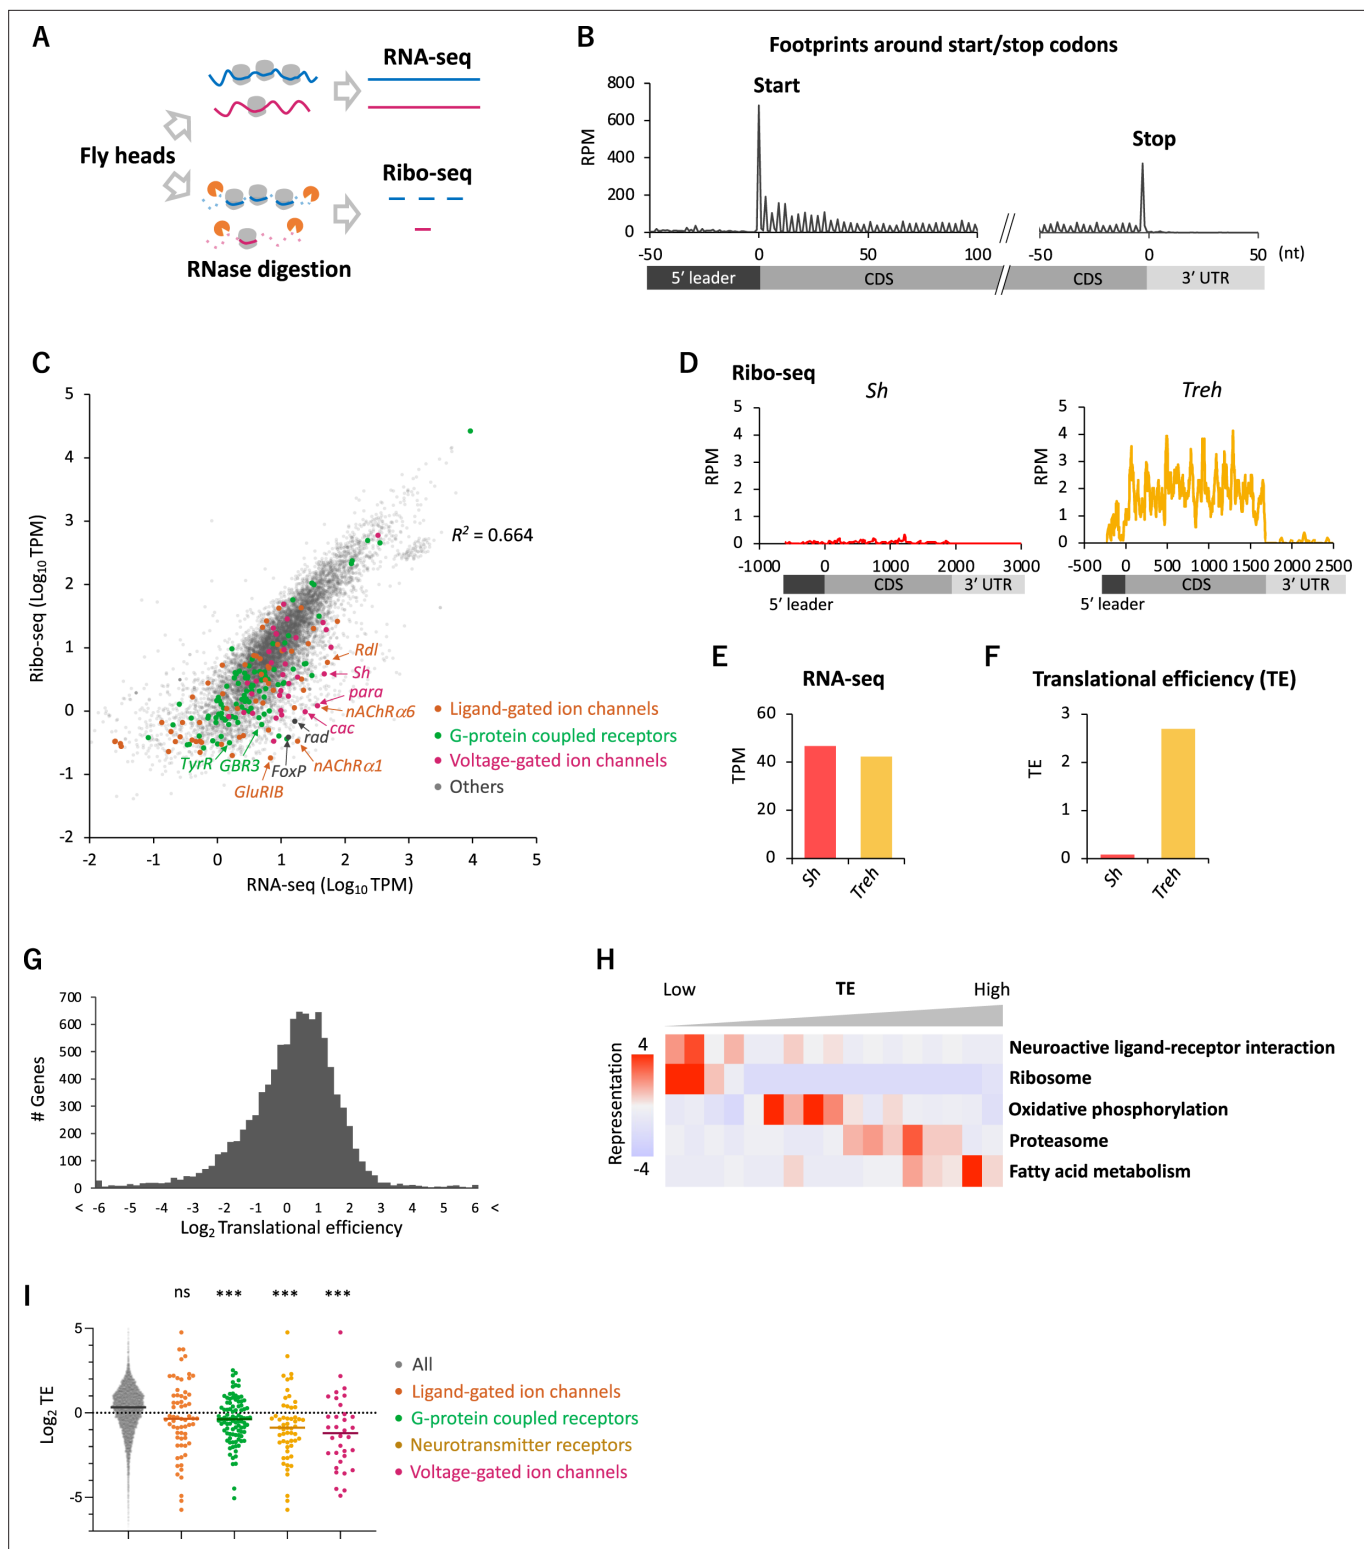 A
RNA-seq
Fly heads
Ribo-seq
RNase digestion
B
Footprints around start/stop codons
800
600
400
200
0
RPM
Start
Stop
-50
0
50
100
-50
0
50
(nt)
5′ leader
CDS
CDS
3′ UTR
C
5
4
3
2
1
0
-1
-2
Ribo-seq (Log10 TPM)
R2 = 0.664
Rdl
Sh
para
nAChRα6
cac
rad
nAChRα1
FoxP
TyrR
GBR3
GluRIB
Ligand-gated ion channels
G-protein coupled receptors
Voltage-gated ion channels
Others
-2
-1
0
1
2
3
4
5
RNA-seq (Log10 TPM)
D
Ribo-seq
Sh
5
4
3
2
1
0
RPM
-1000
0
1000
2000
3000
CDS
3′ UTR
5′ leader
Treh
5
4
3
2
1
0
RPM
-500
0
500
1000
1500
2000
2500
CDS
3′ UTR
5′ leader
E
RNA-seq
60
40
20
0
TPM
Sh
Treh
F
Translational efficiency (TE)
3
2
1
0
TE
Sh
Treh
G
700
600
500
400
300
200
100
0
# Genes
< -6 -5 -4 -3 -2 -1 0 1 2 3 4 5 6 <
Log2 Translational efficiency
H
Low
TE
High
Representation
4
-4
Neuroactive ligand-receptor interaction
Ribosome
Oxidative phosphorylation
Proteasome
Fatty acid metabolism
I
ns *** *** ***
5
0
-5
Log2 TE
All
Ligand-gated ion channels
G-protein coupled receptors
Neurotransmitter receptors
Voltage-gated ion channels